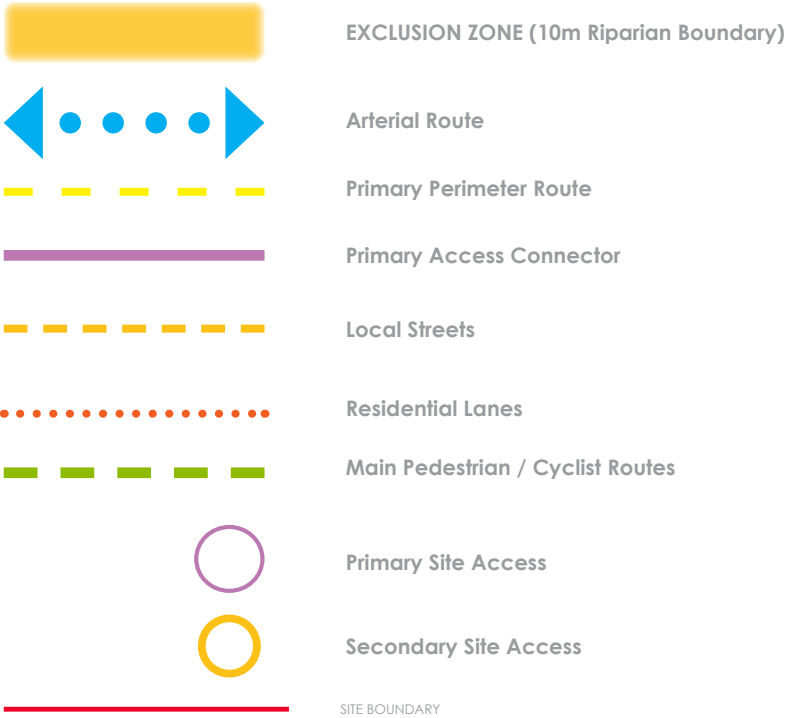 EXCLUSION ZONE (10m Riparian Boundary)
Arterial Route
Primary Perimeter Route
Primary Access Connector
Local Streets
Residential Lanes
Main Pedestrian / Cyclist Routes
Primary Site Access
Secondary Site Access
SITE BOUNDARY